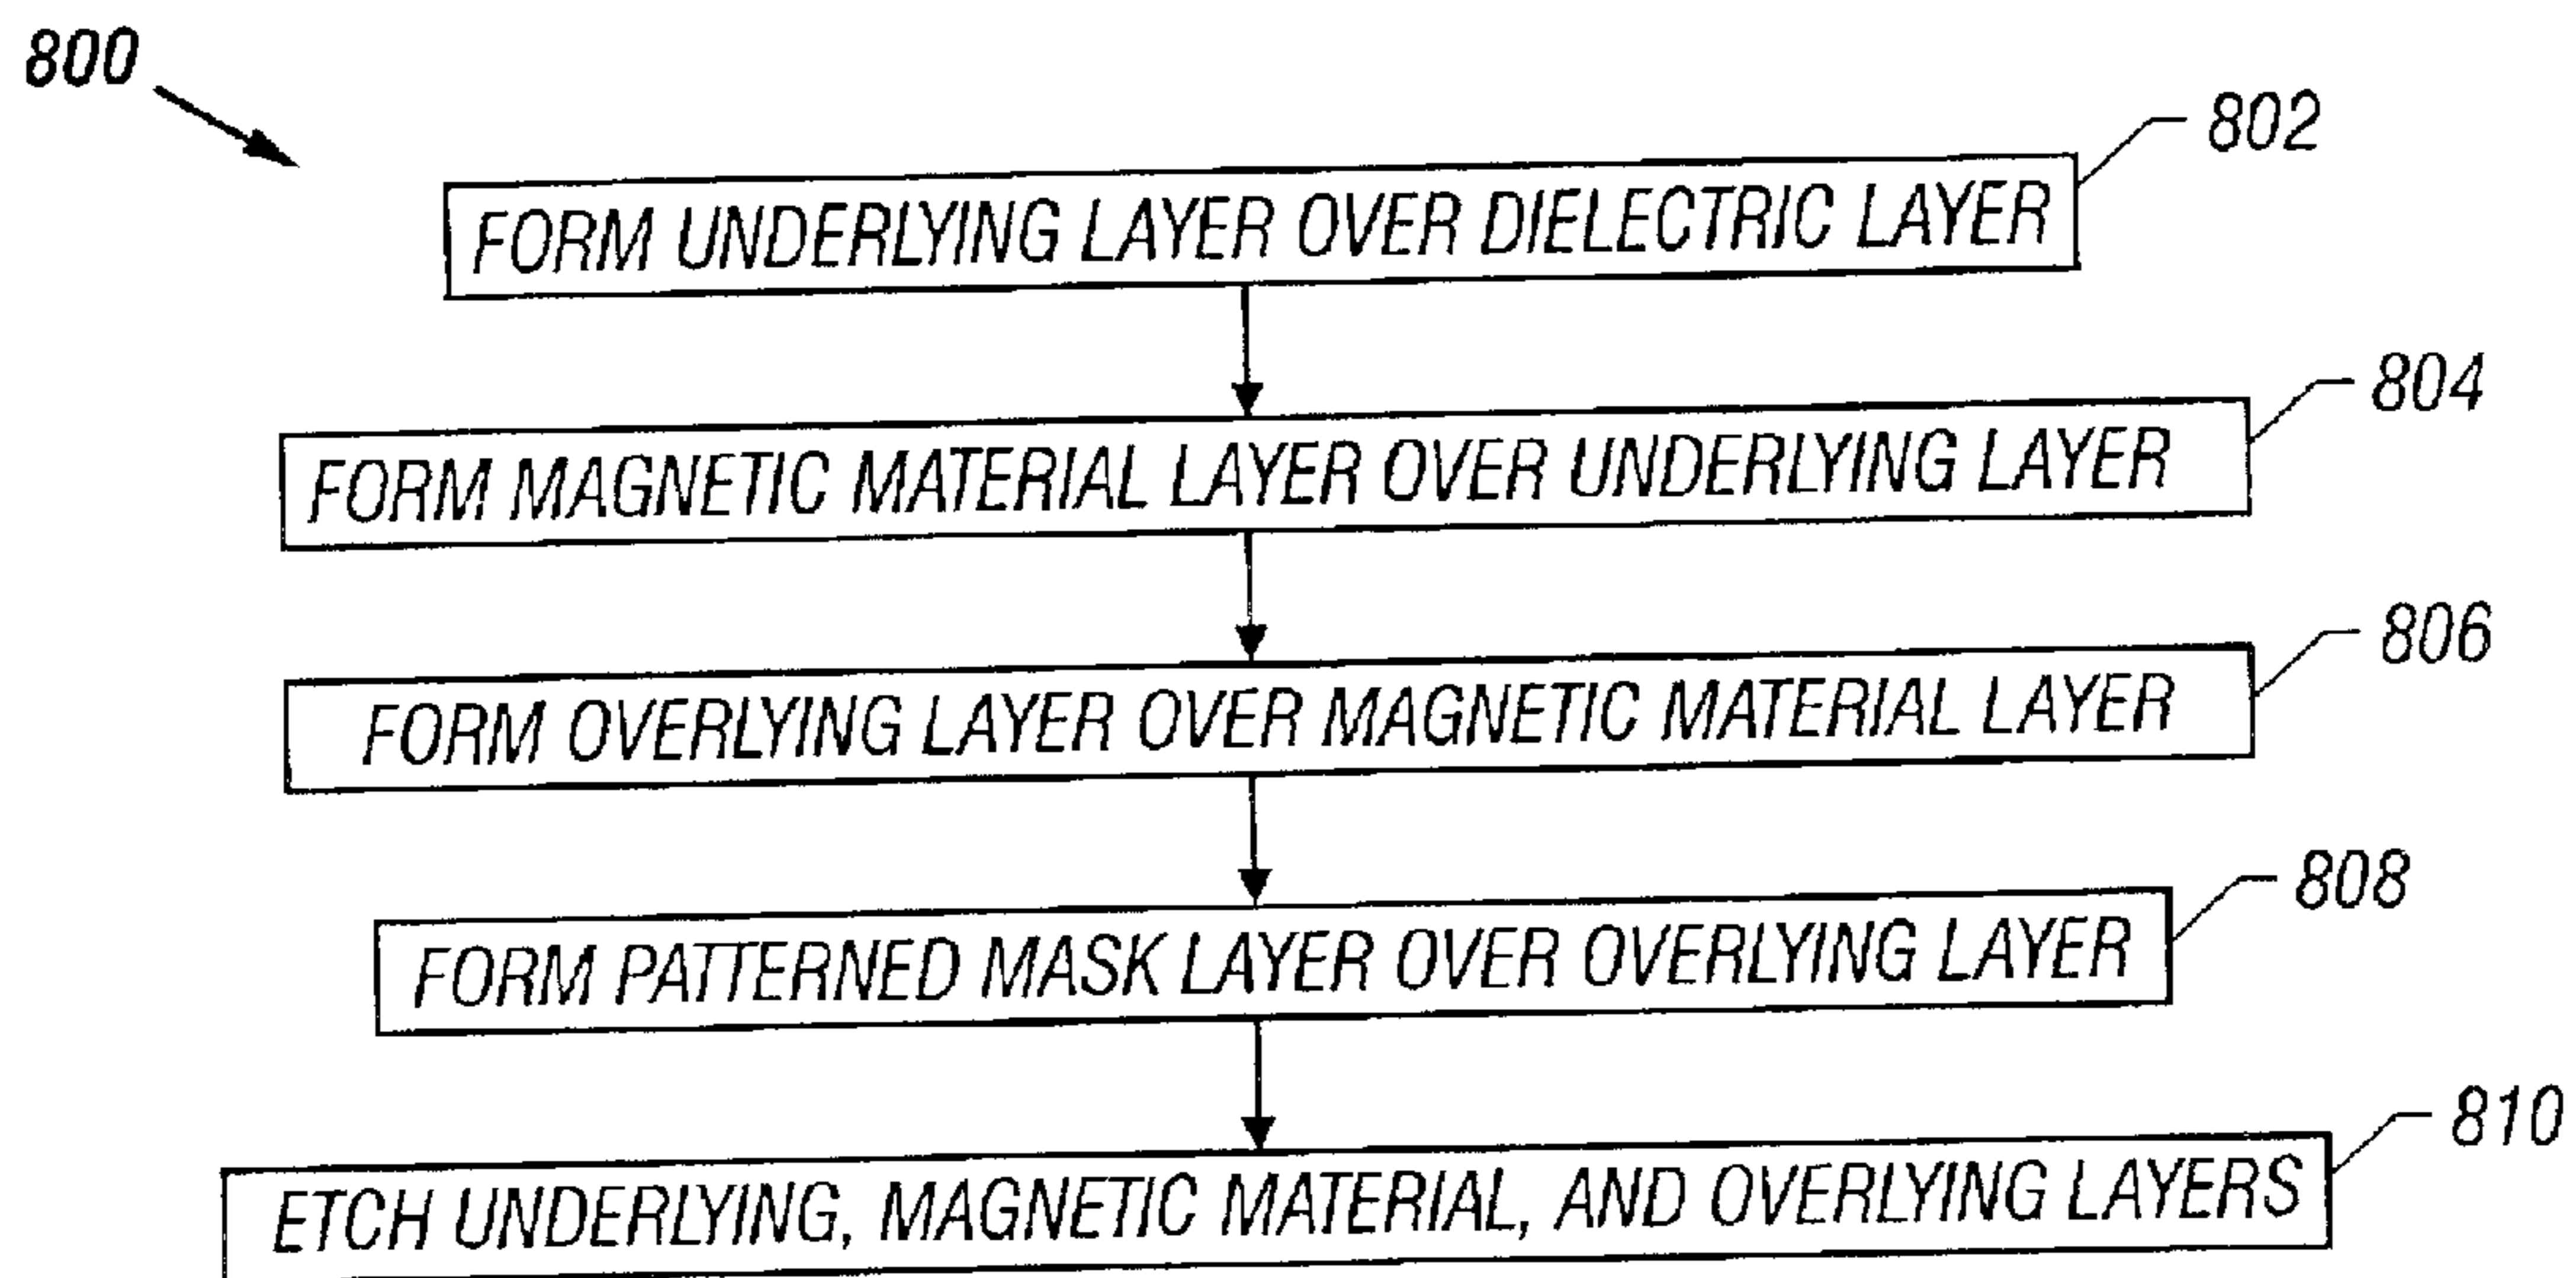 800
802
FORM UNDERLYING LAYER OVER DIELECTRIC LAYER
804
FORM MAGNETIC MATERIAL LAYER OVER UNDERLYING LAYER
806
FORM OVERLYING LAYER OVER MAGNETIC MATERIAL LAYER
808
FORM PATTERNED MASK LAYER OVER OVERLYING LAYER
810
ETCH UNDERLYING, MAGNETIC MATERIAL, AND OVERLYING LAYERS